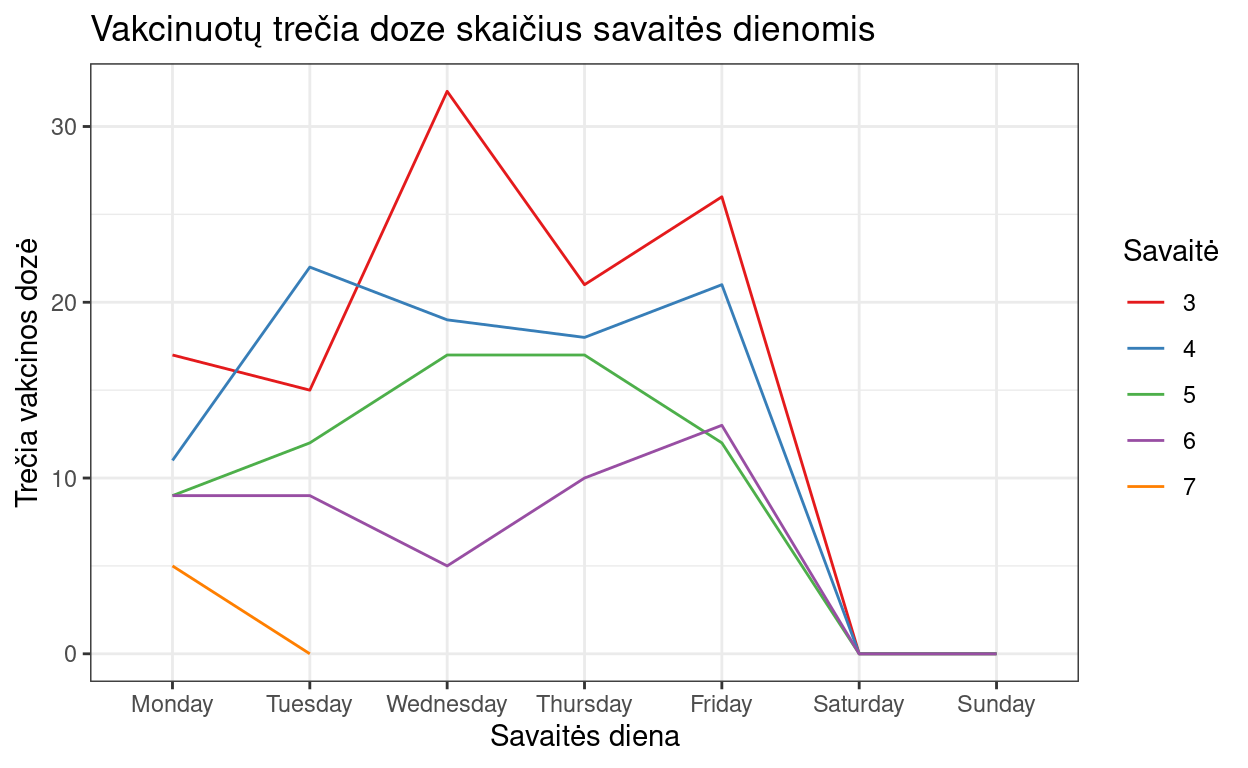 Vakcinuotų trečia doze skaičius savaitės dienomis
Trečia vakcinos dozė
30
20
10
0
Monday Tuesday Wednesday Thursday Friday Saturday Sunday
Savaitės diena
Savaitė
3
4
5
6
7